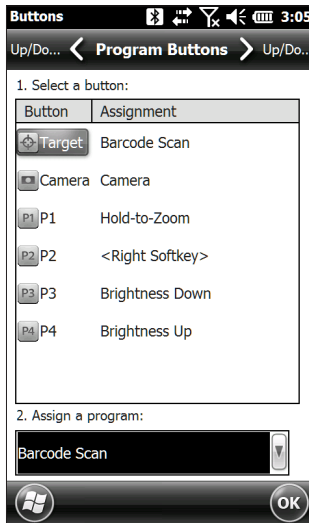 Buttons 3:05
Up/Do... Program Buttons Up/Do..
1. Select a button:
Button Assignment
Target Barcode Scan
Camera Camera
P1 P1 Hold-to-Zoom
P2 P2 <Right Softkey>
P3 P3 Brightness Down
P4 P4 Brightness Up
2. Assign a program:
Barcode Scan
OK